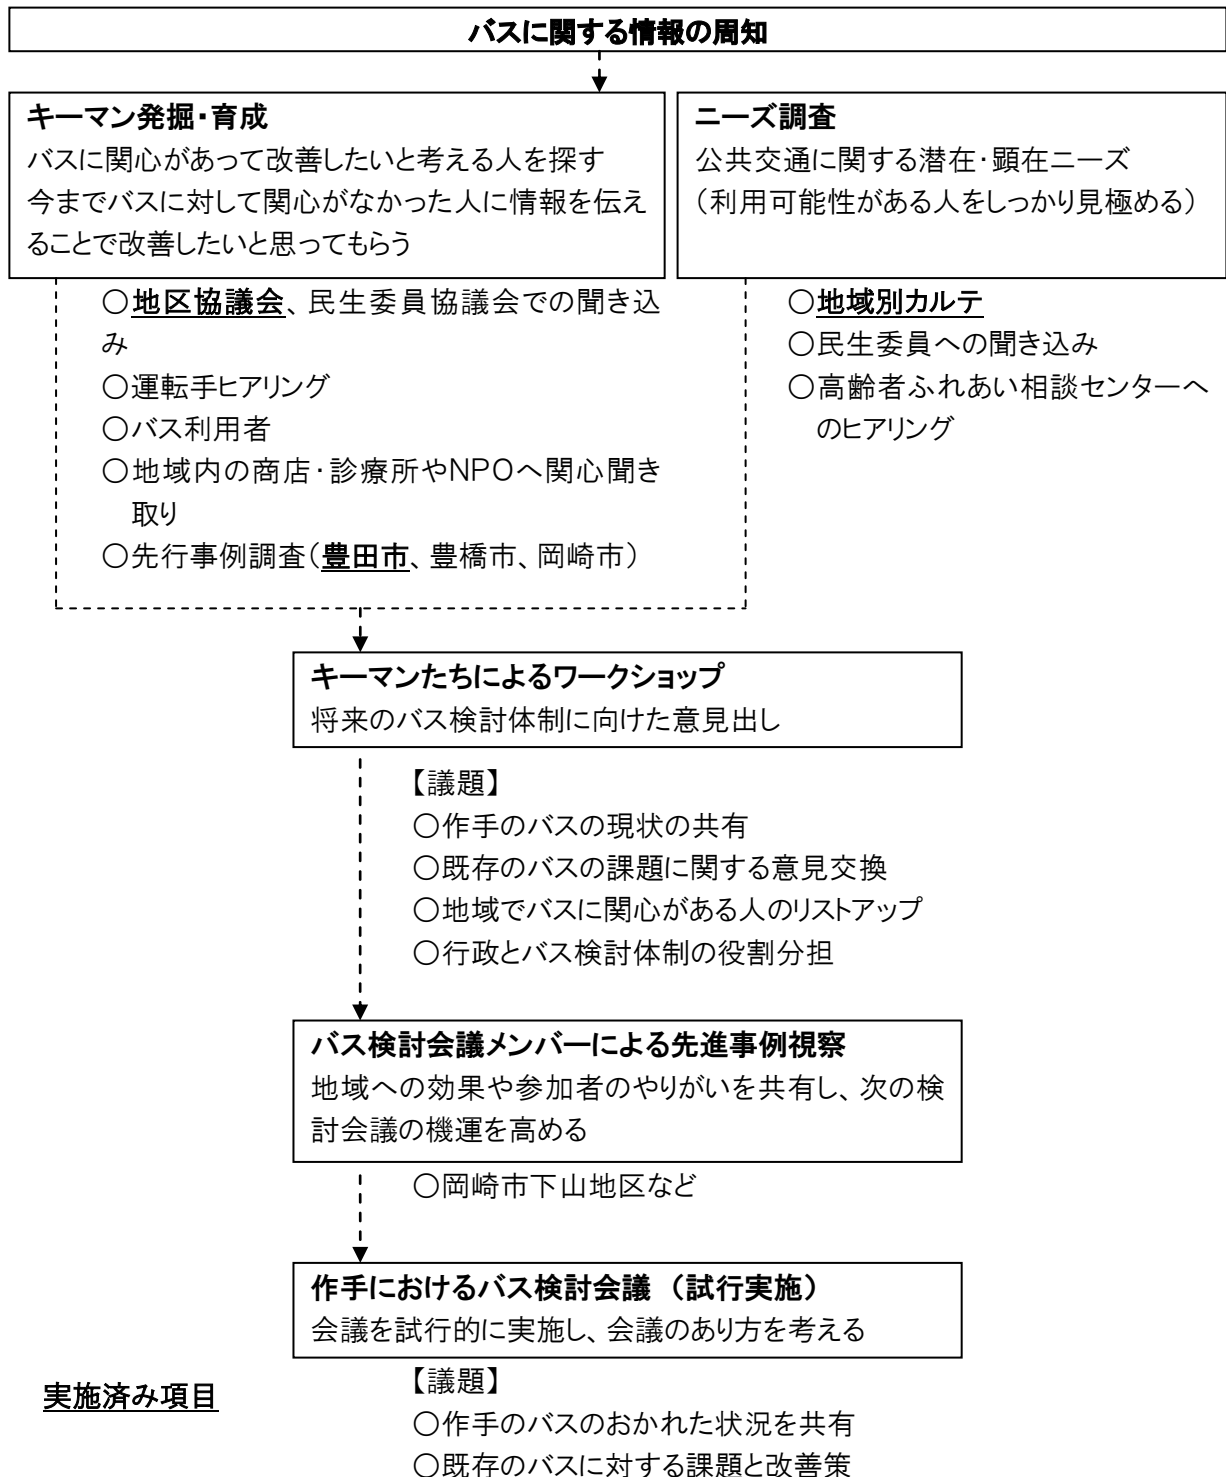 バスに関する情報の周知
キーマン発掘・育成
バスに関心があって改善したいと考える人を探す
今までバスに対して関心がなかった人に情報を伝え
ることで改善したいと思ってもらう
○地区協議会、民生委員協議会での聞き込
み
○運転手ヒアリング
○バス利用者
○地域内の商店・診療所やNPOへ関心聞き
取り
○先行事例調査（豊田市、豊橋市、岡崎市）
ニーズ調査
公共交通に関する潜在・顕在ニーズ
（利用可能性がある人をしっかり見極める）
○地域別カルテ
○民生委員への聞き込み
○高齢者ふれあい相談センターへ
のヒアリング
キーマンたちによるワークショップ
将来のバス検討体制に向けた意見出し
【議題】
○作手のバスの現状の共有
○既存のバスの課題に関する意見交換
○地域でバスに関心がある人のリストアップ
○行政とバス検討体制の役割分担
バス検討会議メンバーによる先進事例視察
地域への効果や参加者のやりがいを共有し、次の検
討会議の機運を高める
○岡崎市下山地区など
作手におけるバス検討会議 （試行実施）
会議を試行的に実施し、会議のあり方を考える
【議題】
○作手のバスのおかれた状況を共有
○既存のバスに対する課題と改善策
実施済み項目